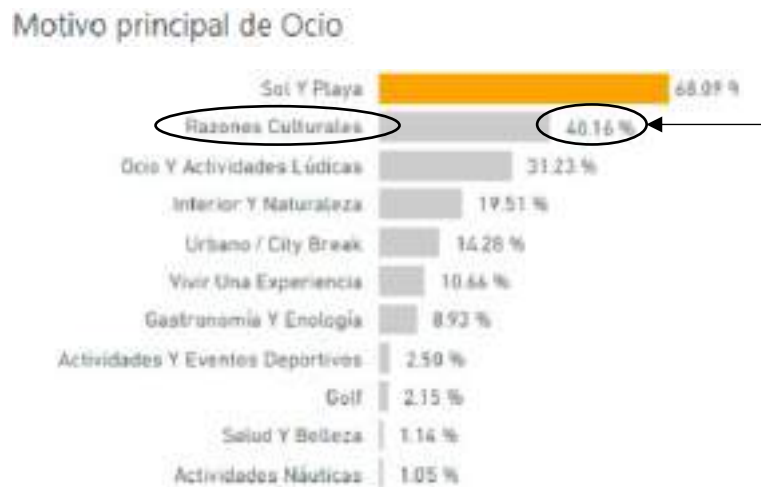 Motivo principal de Ocio
Sol Y Playa 68.09 %
Razones Culturales 40.16 %
Ocio Y Actividades Lúdicas 31.23 %
Interior Y Naturaleza 19.51 %
Urbano / City Break 14.28 %
Vivir Una Experiencia 10.66 %
Gastronomía Y Enología 8.93 %
Actividades Y Eventos Deportivos 2.50 %
Golf 2.15 %
Salud Y Belleza 1.14 %
Actividades Náuticas 1.05 %